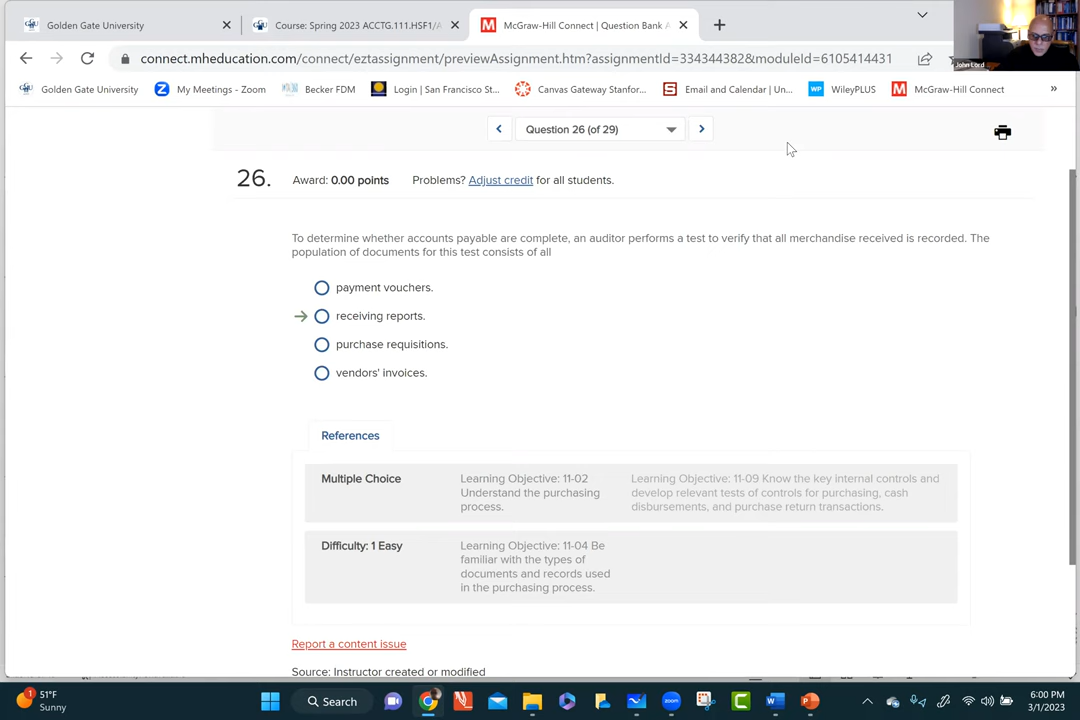 Golden Gate University
Course: Spring 2023 ACCTG.111.HSF1/A
McGraw-Hill Connect | Question Bank A
connect.mheducation.com/connect/eztassignment/previewAssignment.htm?assignmentId=334344382&moduleId=6105414431
John Lord
Golden Gate University
My Meetings - Zoom
Becker FDM
Login | San Francisco St...
Canvas Gateway Stanfor...
Email and Calendar | Un...
WileyPLUS
McGraw-Hill Connect
»
Question 26 (of 29)
26. Award: 0.00 points Problems? Adjust credit for all students.
To determine whether accounts payable are complete, an auditor performs a test to verify that all merchandise received is recorded. The
population of documents for this test consists of all
payment vouchers.
receiving reports.
purchase requisitions.
vendors' invoices.
References
Multiple Choice
Learning Objective: 11-02
Understand the purchasing
process.
Learning Objective: 11-09 Know the key internal controls and
develop relevant tests of controls for purchasing, cash
disbursements, and purchase return transactions.
Difficulty: 1 Easy
Learning Objective: 11-04 Be
familiar with the types of
documents and records used
in the purchasing process.
Report a content issue
Source: Instructor created or modified
1
51°F
Sunny
Search
6:00 PM
3/1/2023